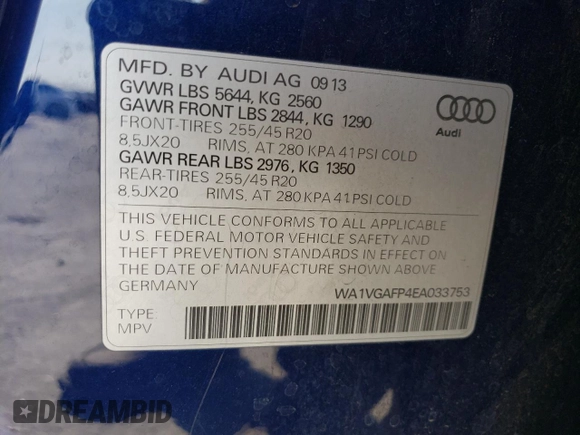 MFD. BY AUDI AG 09 13
GVWR LBS 5644, KG 2560
GAWR FRONT LBS 2844, KG 1290
FRONT-TIRES 255/45 R20
8,5JX20 RIMS, AT 280 KPA 41 PSI COLD
GAWR REAR LBS 2976, KG 1350
REAR-TIRES 255/45 R20
8,5JX20 RIMS, AT 280 KPA 41 PSI COLD
Audi
THIS VEHICLE CONFORMS TO ALL APPLICABLE
U.S. FEDERAL MOTOR VEHICLE SAFETY AND
THEFT PREVENTION STANDARDS IN EFFECT ON
THE DATE OF MANUFACTURE SHOWN ABOVE
GERMANY
WA1VGAFP4EA033753
TYPE:
MPV
DREAMBID